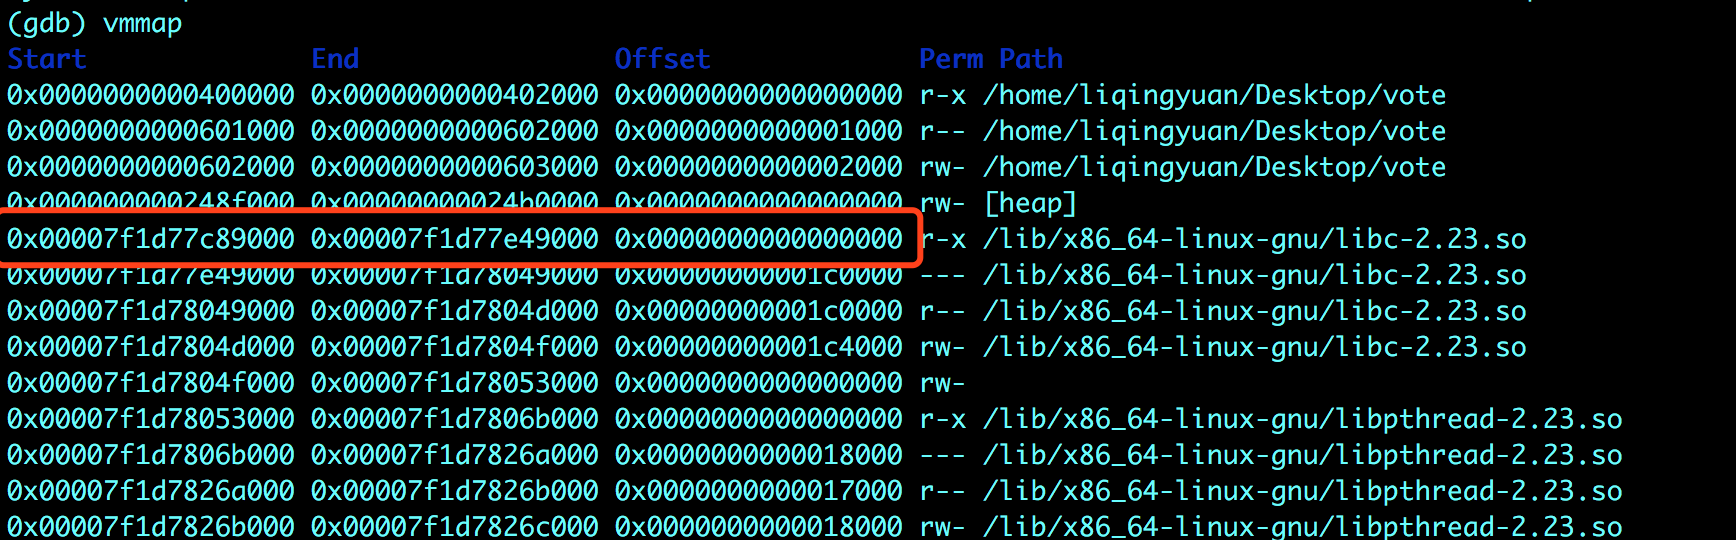 (gdb) vmmap
Start End Offset Perm Path
0x0000000000400000 0x0000000000402000 0x0000000000000000 r-x /home/liqingyuan/Desktop/vote
0x0000000000601000 0x0000000000602000 0x0000000000001000 r-- /home/liqingyuan/Desktop/vote
0x0000000000602000 0x0000000000603000 0x0000000000002000 rw- /home/liqingyuan/Desktop/vote
0x000000000248f000 0x00000000024b0000 0x0000000000000000 rw- [heap]
0x00007f1d77c89000 0x00007f1d77e49000 0x0000000000000000 r-x /lib/x86_64-linux-gnu/libc-2.23.so
0x00007f1d77e49000 0x00007f1d78049000 0x00000000001c0000 --- /lib/x86_64-linux-gnu/libc-2.23.so
0x00007f1d78049000 0x00007f1d7804d000 0x00000000001c0000 r-- /lib/x86_64-linux-gnu/libc-2.23.so
0x00007f1d7804d000 0x00007f1d7804f000 0x00000000001c4000 rw- /lib/x86_64-linux-gnu/libc-2.23.so
0x00007f1d7804f000 0x00007f1d78053000 0x0000000000000000 rw-
0x00007f1d78053000 0x00007f1d7806b000 0x0000000000000000 r-x /lib/x86_64-linux-gnu/libpthread-2.23.so
0x00007f1d7806b000 0x00007f1d7826a000 0x0000000000018000 --- /lib/x86_64-linux-gnu/libpthread-2.23.so
0x00007f1d7826a000 0x00007f1d7826b000 0x0000000000017000 r-- /lib/x86_64-linux-gnu/libpthread-2.23.so
0x00007f1d7826b000 0x00007f1d7826c000 0x0000000000018000 rw- /lib/x86_64-linux-gnu/libpthread-2.23.so